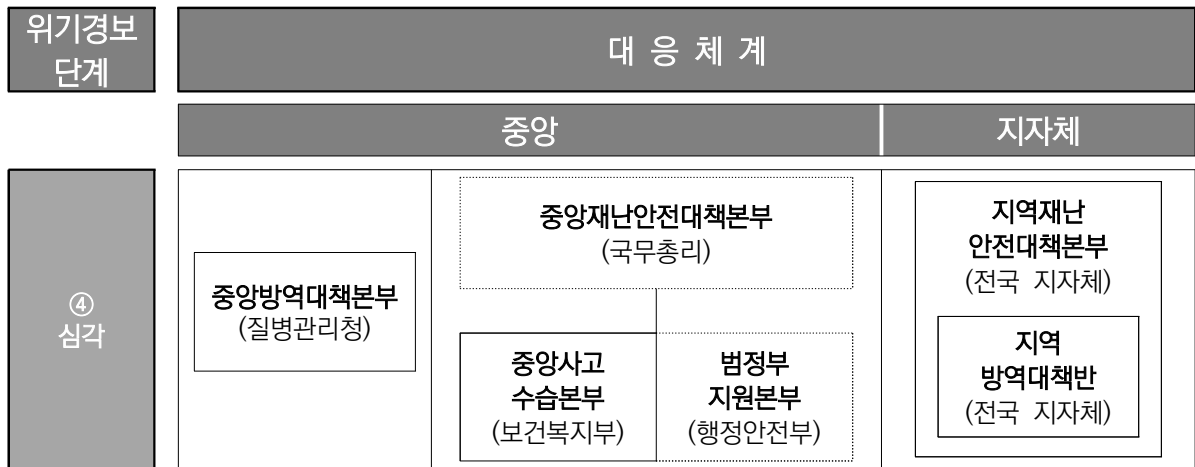 위기경보
단계
대 응 체 계
중앙
지자체
④
심각
중앙방역대책본부
(질병관리청)
중앙재난안전대책본부
(국무총리)
중앙사고
수습본부
(보건복지부)
범정부
지원본부
(행정안전부)
지역재난
안전대책본부
(전국 지자체)
지역
방역대책반
(전국 지자체)